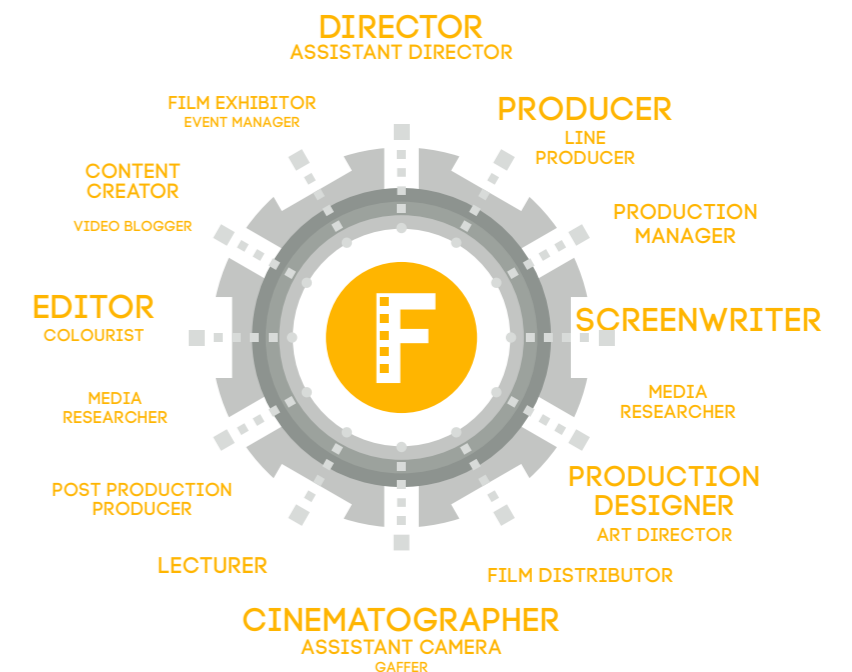 DIRECTOR
ASSISTANT DIRECTOR
FILM EXHIBITOR
EVENT MANAGER
PRODUCER
LINE
PRODUCER
CONTENT
CREATOR
VIDEO BLOGGER
PRODUCTION
MANAGER
EDITOR
COLOURIST
F
SCREENWRITER
MEDIA
RESEARCHER
MEDIA
RESEARCHER
POST PRODUCTION
PRODUCER
PRODUCTION
DESIGNER
ART DIRECTOR
LECTURER
FILM DISTRIBUTOR
CINEMATOGRAPHER
ASSISTANT CAMERA
GAFFER